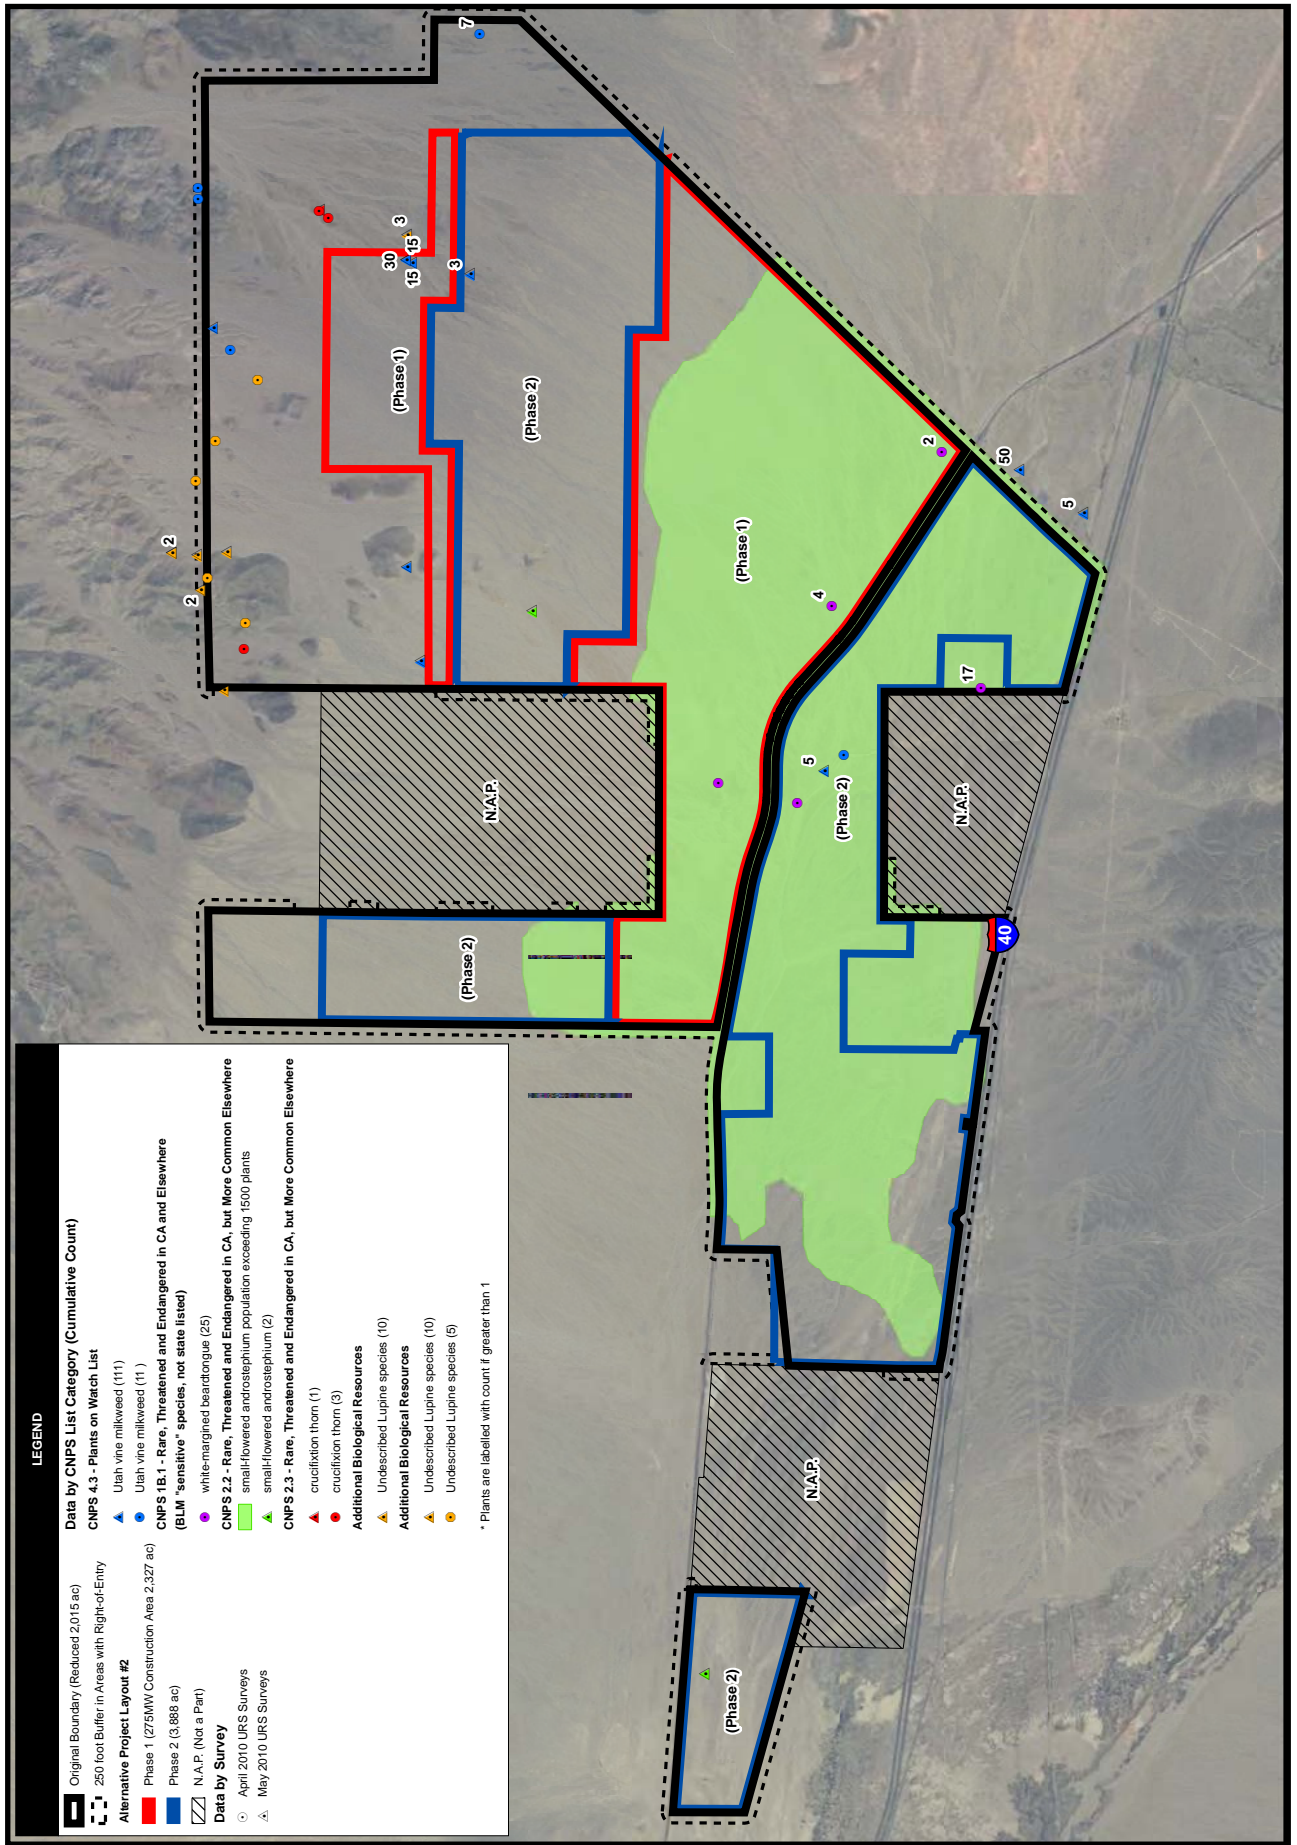 LEGEND
Original Boundary (Reduced 2,015 ac)
250 foot Buffer in Areas with Right-of-Entry
Alternative Project Layout #2
Phase 1 (275MW Construction Area 2,327 ac)
Phase 2 (3,888 ac)
N.A.P. (Not a Part)
Data by Survey
April 2010 URS Surveys
May 2010 URS Surveys
Data by CNPS List Category (Cumulative Count)
CNPS 4.3 - Plants on Watch List
Utah vine milkweed (111)
Utah vine milkweed (11 )
CNPS 1B.1 - Rare, Threatened and Endangered in CA and Elsewhere
(BLM "sensitive" species, not state listed)
white-margined beardtongue (25)
CNPS 2.2 - Rare, Threatened and Endangered in CA, but More Common Elsewhere
small-flowered androstephium population exceeding 1500 plants
small-flowered androstephium (2)
CNPS 2.3 - Rare, Threatened and Endangered in CA, but More Common Elsewhere
crucifixtion thorn (1)
crucifixion thorn (3)
Additional Biological Resources
Undescribed Lupine species (10)
Additional Biological Resources
Undescribed Lupine species (10)
Undescribed Lupine species (5)
* Plants are labelled with count if greater than 1
2
2
30
15
15
3
3
7
(Phase 1)
(Phase 2)
N.A.P.
(Phase 2)
(Phase 1)
2
4
50
5
17
5
(Phase 2)
N.A.P.
40
N.A.P.
(Phase 2)